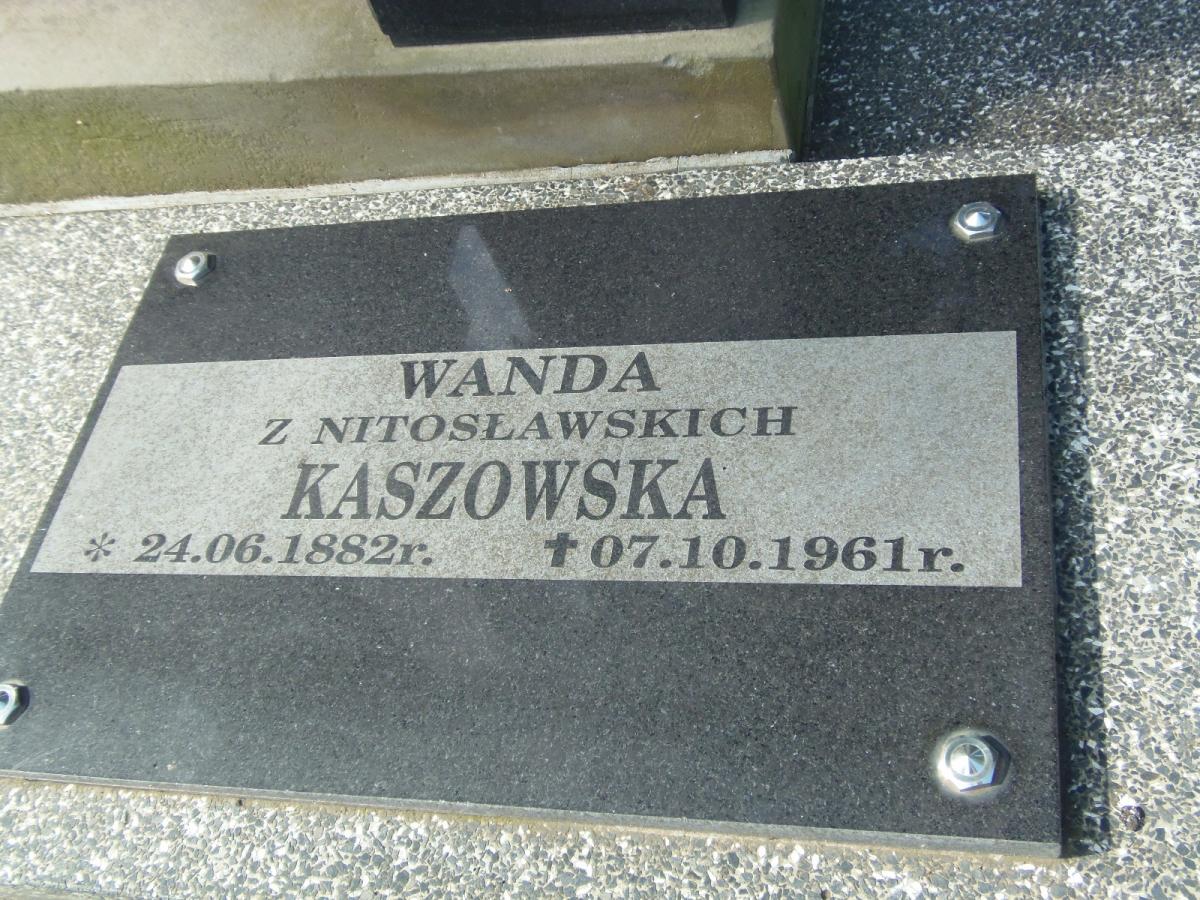 WANDA
Z NITOSŁAWSKICH
KASZOWSKA
* 24.06.1882r. ✝ 07.10.1961r.